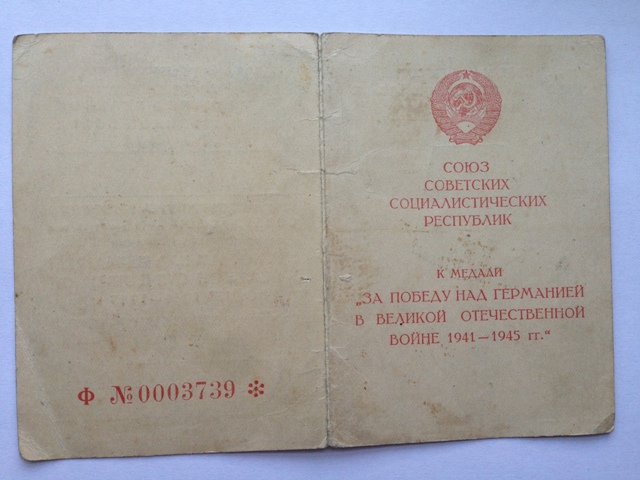 Ф №0003739 *
СОЮЗ
СОВЕТСКИХ
СОЦИАЛИСТИЧЕСКИХ
РЕСПУБЛИК
К МЕДАЛИ
„ЗА ПОБЕДУ НАД ГЕРМАНИЕЙ
В ВЕЛИКОЙ ОТЕЧЕСТВЕННОЙ
ВОЙНЕ 1941—1945 гг.“